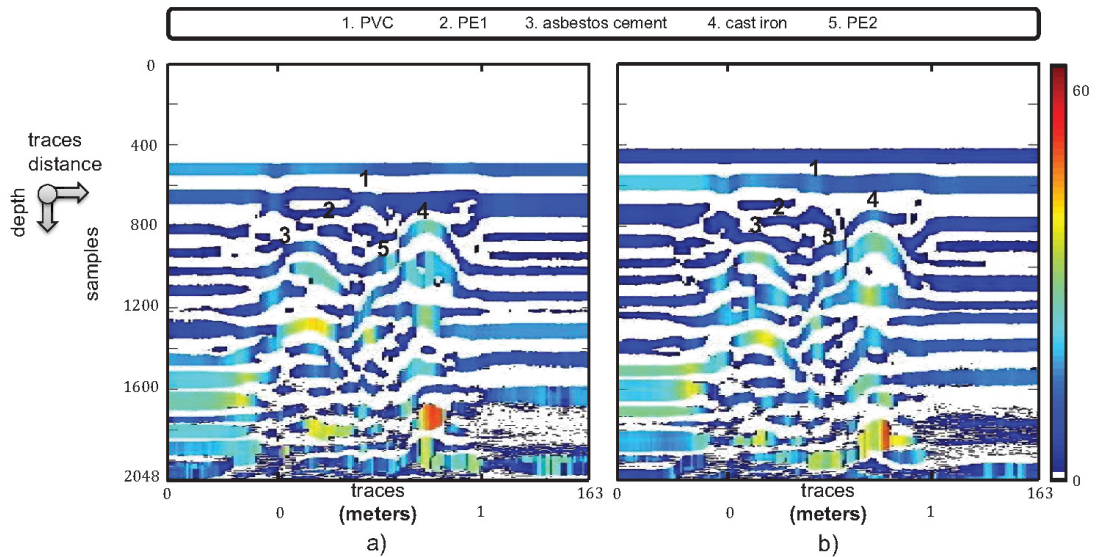 1. PVC 2. PE1 3. asbestos cement 4. cast iron 5. PE2
traces
distance
depth
samples
0
400
800
1200
1600
2048
1
2
3
4
5
0
traces
163
0
(meters)
1
a)
1
2
3
4
5
0
traces
163
0
(meters)
1
b)
60
0